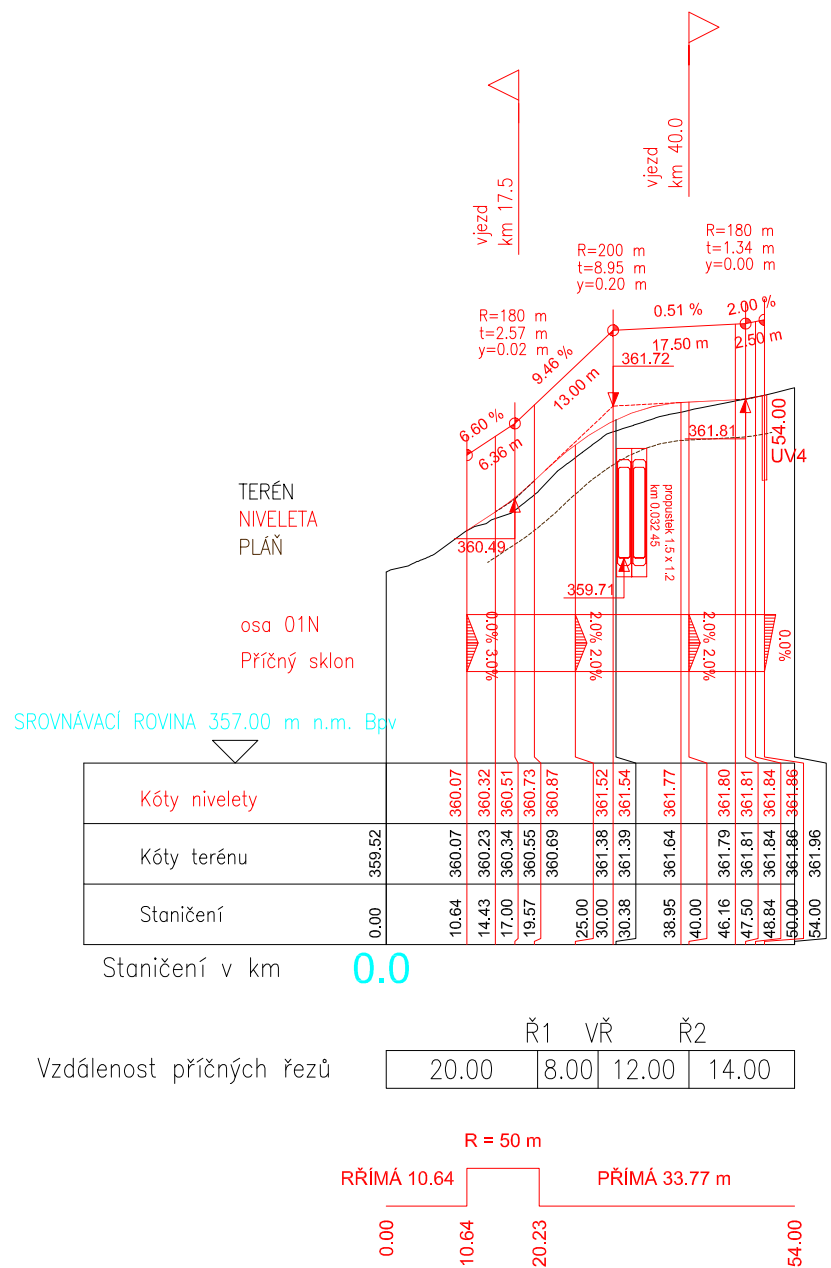 vjezd
km 17.5
vjezd
km 40.0
R=180 m
t=2.57 m
y=0.02 m
R=200 m
t=8.95 m
y=0.20 m
R=180 m
t=1.34 m
y=0.00 m
6.60 %
6.36 m
9.46 %
13.00 m
0.51 %
17.50 m
2.00 %
2.50 m
361.72
361.81
54.00
UV4
360.49
359.71
propustek 1.5 x 1.2
km 0.032 45
TERÉN
NIVELETA
PLÁŇ
osa 01N
Příčný sklon
0.0% 3.0%
2.0% 2.0%
2.0% 2.0%
0.0%
SROVNÁVACÍ ROVINA 357.00 m n.m. Bpv
Kóty nivelety 360.07 360.32 360.51 360.73 360.87 361.52 361.54 361.77 361.80 361.81 361.84 361.86
Kóty terénu 359.52 360.07 360.23 360.34 360.55 360.69 361.38 361.39 361.64 361.79 361.81 361.84 361.86 361.96
Staničení 0.00 10.64 14.43 17.00 19.57 25.00 30.00 30.38 38.95 40.00 46.16 47.50 48.84 50.00 54.00
Staničení v km 0.0
Ř1 VŘ Ř2
Vzdálenost příčných řezů 20.00 8.00 12.00 14.00
R = 50 m
RŘÍMÁ 10.64 PŘÍMÁ 33.77 m
0.00 10.64 20.23 54.00